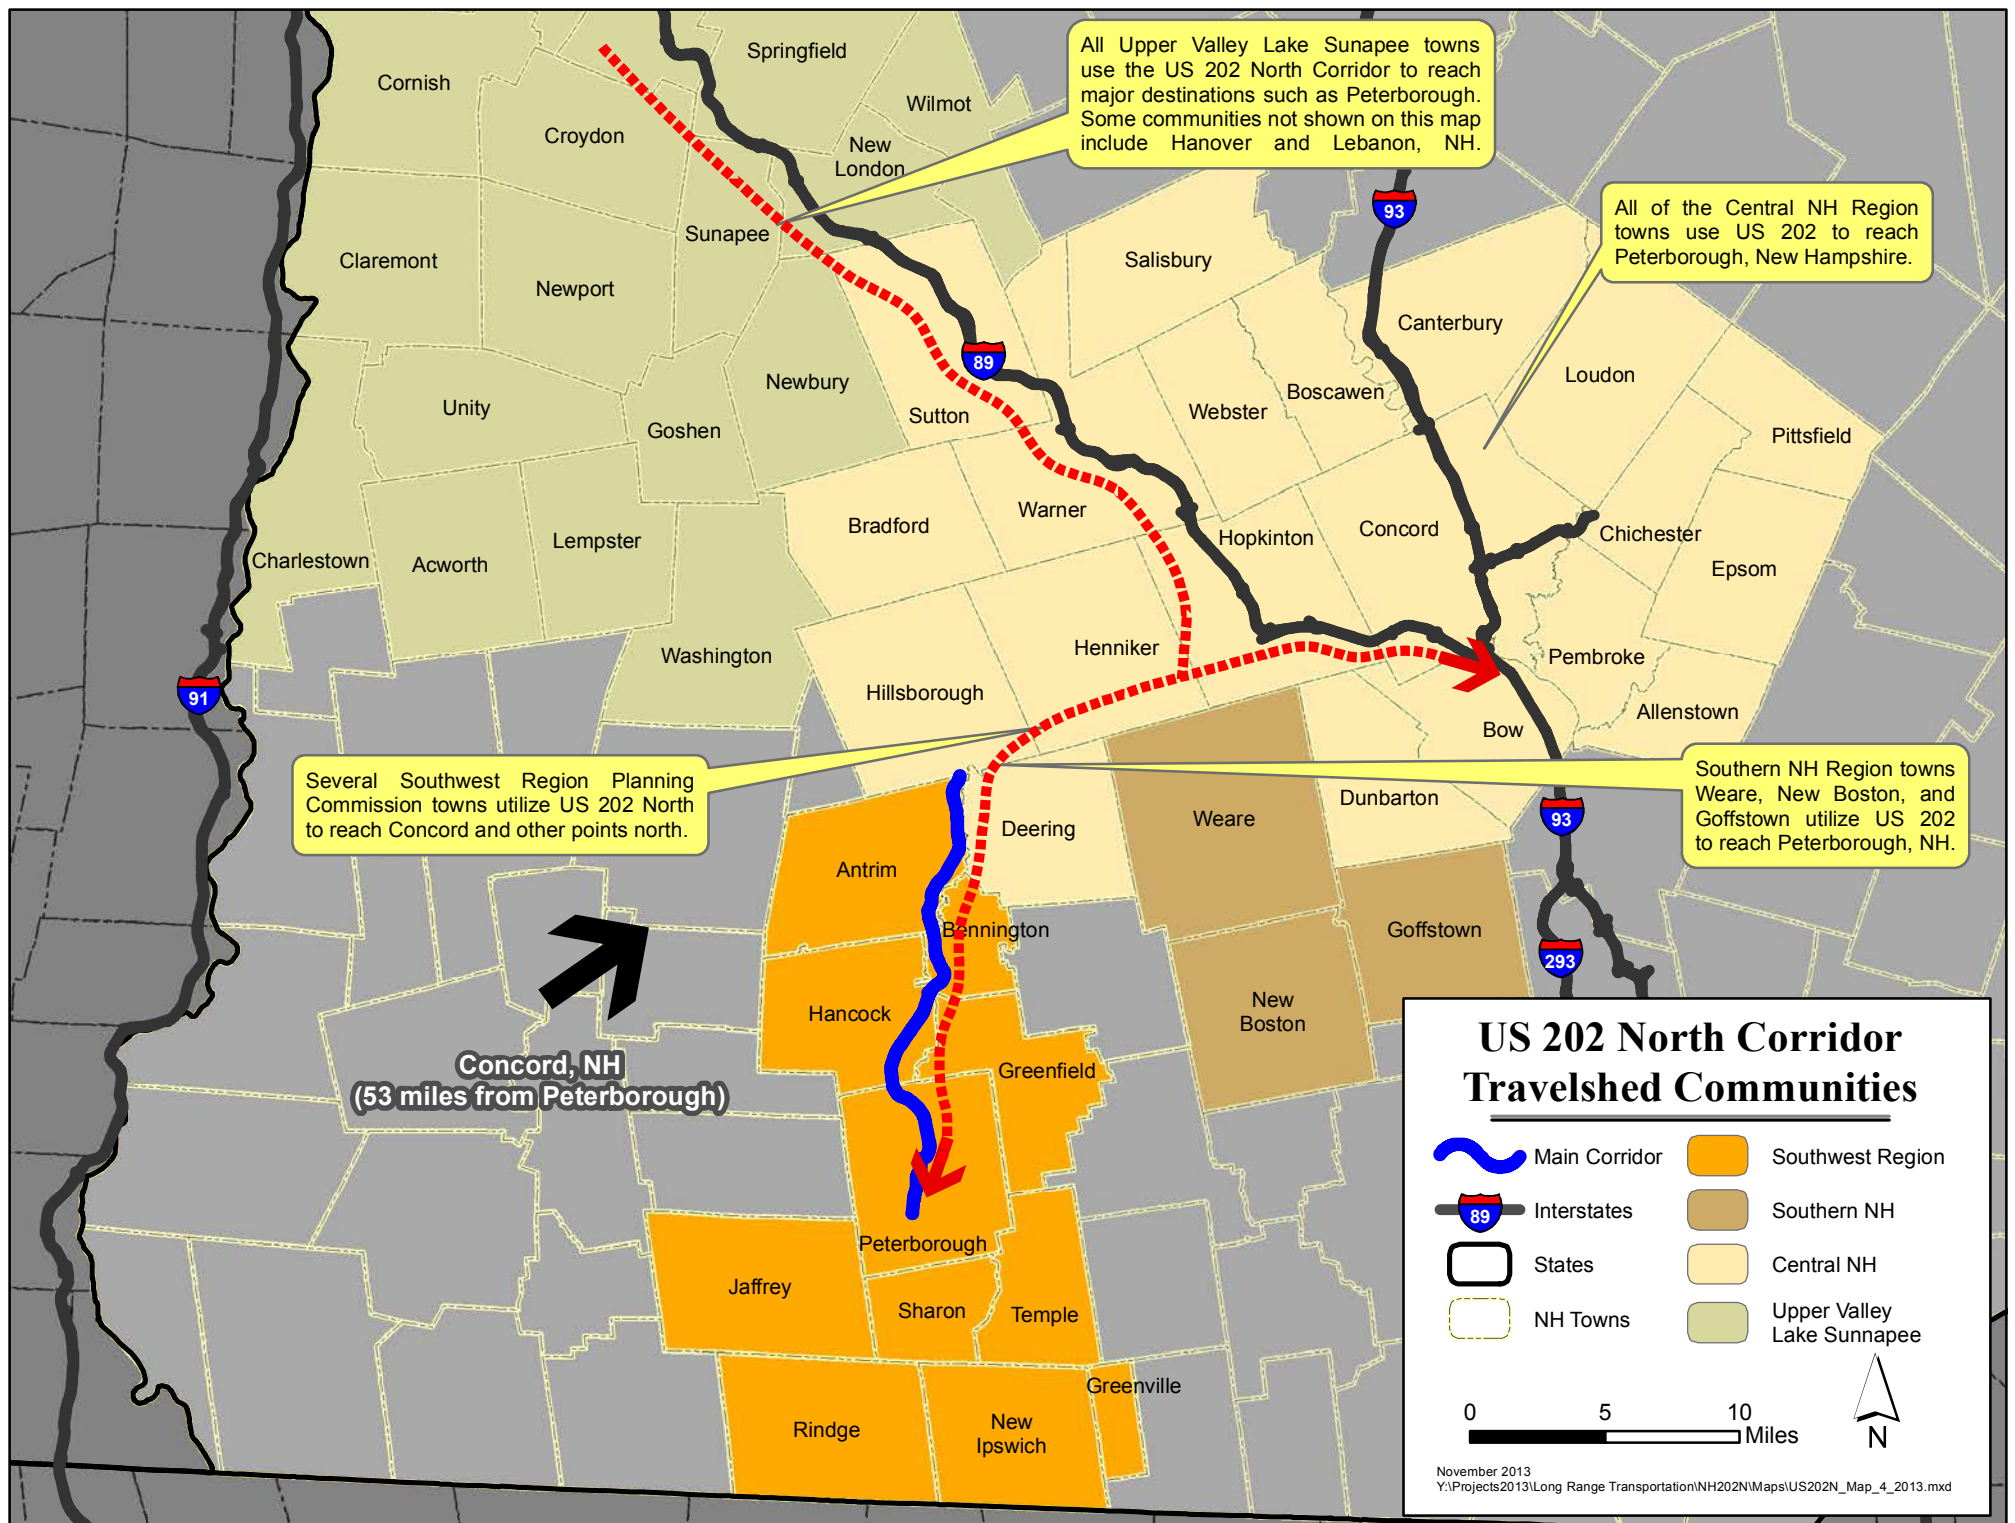 Springfield
Cornish
Wilmot
Croydon
New
London
All Upper Valley Lake Sunapee towns
use the US 202 North Corridor to reach
major destinations such as Peterborough.
Some communities not shown on this map
include Hanover and Lebanon, NH.
93
All of the Central NH Region
towns use US 202 to reach
Peterborough, New Hampshire.
Sunapee
Claremont
Newport
Salisbury
Canterbury
89
Newbury
Loudon
Boscawen
Unity
Goshen
Sutton
Webster
Pittsfield
Bradford
Warner
Hopkinton
Concord
Chichester
Charlestown
Acworth
Lempster
Epsom
Washington
Henniker
Pembroke
Hillsborough
91
Allenstown
Bow
Several Southwest Region Planning
Commission towns utilize US 202 North
to reach Concord and other points north.
Southern NH Region towns
Weare, New Boston, and
Goffstown utilize US 202
to reach Peterborough, NH.
Dunbarton
93
Weare
Deering
Antrim
Bennington
Goffstown
293
Hancock
New
Boston
Concord, NH
(53 miles from Peterborough)
Greenfield
Peterborough
Jaffrey
Sharon
Temple
Greenville
Rindge
New
Ipswich
US 202 North Corridor
Travelshed Communities
Main Corridor
Southwest Region
89
Interstates
Southern NH
States
Central NH
NH Towns
Upper Valley
Lake Sunnapee
0 5 10
Miles
N
November 2013
Y:\Projects2013\Long Range Transportation\NH202N\Maps\US202N_Map_4_2013.mxd